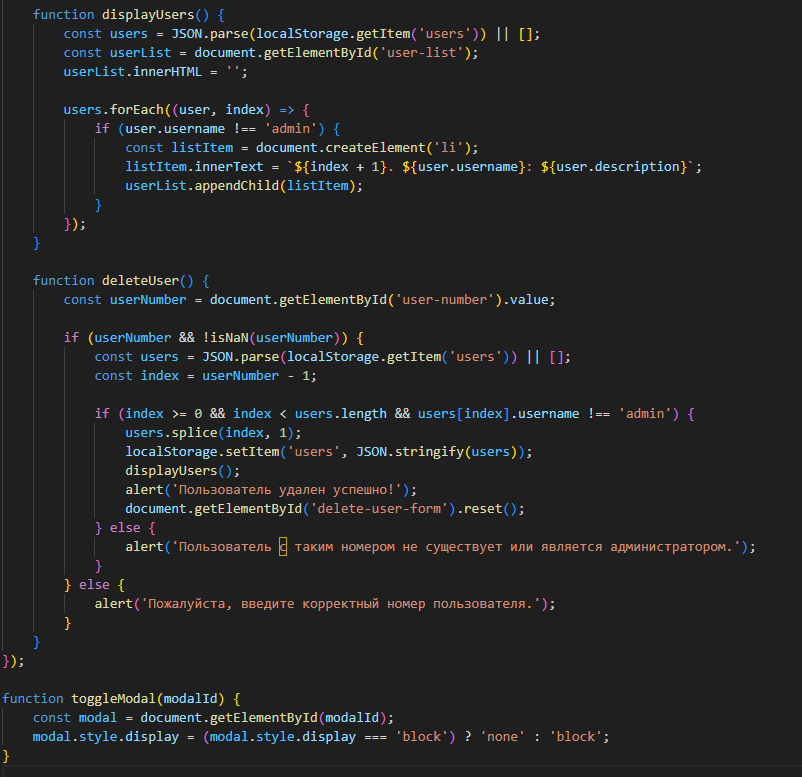 function displayUsers() {
const users = JSON.parse(localStorage.getItem('users')) || [];
const userList = document.getElementById('user-list');
userList.innerHTML = '';
users.forEach((user, index) => {
if (user.username !== 'admin') {
const listItem = document.createElement('li');
listItem.innerText = `${index + 1}. ${user.username}: ${user.description}`;
userList.appendChild(listItem);
}
});
}
function deleteUser() {
const userNumber = document.getElementById('user-number').value;
if (userNumber && !isNaN(userNumber)) {
const users = JSON.parse(localStorage.getItem('users')) || [];
const index = userNumber - 1;
if (index >= 0 && index < users.length && users[index].username !== 'admin') {
users.splice(index, 1);
localStorage.setItem('users', JSON.stringify(users));
displayUsers();
alert('Пользователь удален успешно!');
document.getElementById('delete-user-form').reset();
} else {
alert('Пользователь с таким номером не существует или является администратором.');
}
} else {
alert('Пожалуйста, введите корректный номер пользователя.');
}
}
});
function toggleModal(modalId) {
const modal = document.getElementById(modalId);
modal.style.display = (modal.style.display === 'block') ? 'none' : 'block';
}